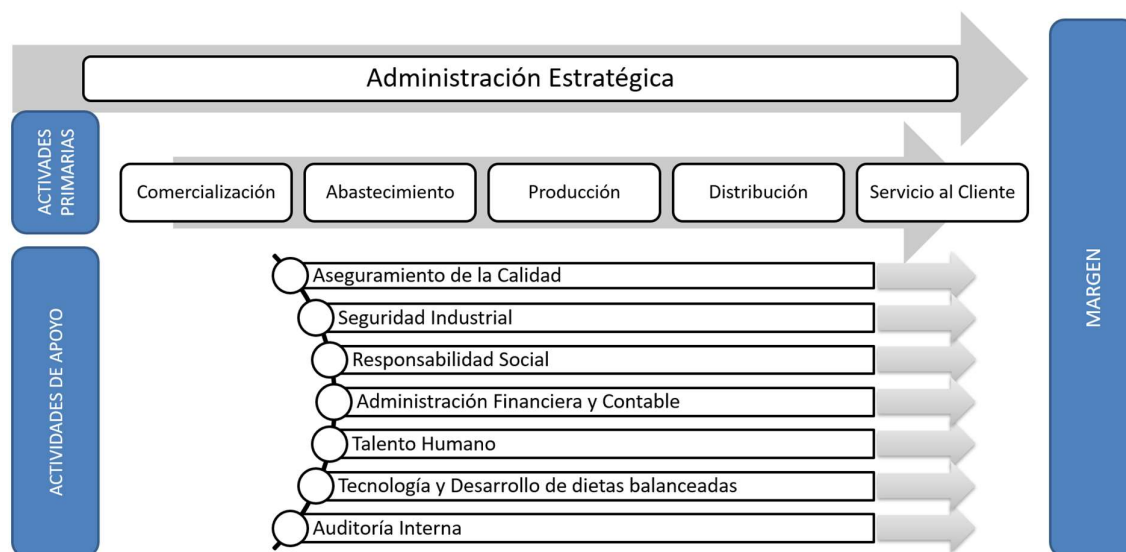 Administración Estratégica
ACTIVADES
PRIMARIAS
Comercialización
Abastecimiento
Producción
Distribución
Servicio al Cliente
ACTIVIDADES DE APOYO
Aseguramiento de la Calidad
Seguridad Industrial
Responsabilidad Social
Administración Financiera y Contable
Talento Humano
Tecnología y Desarrollo de dietas balanceadas
Auditoría Interna
MARGEN